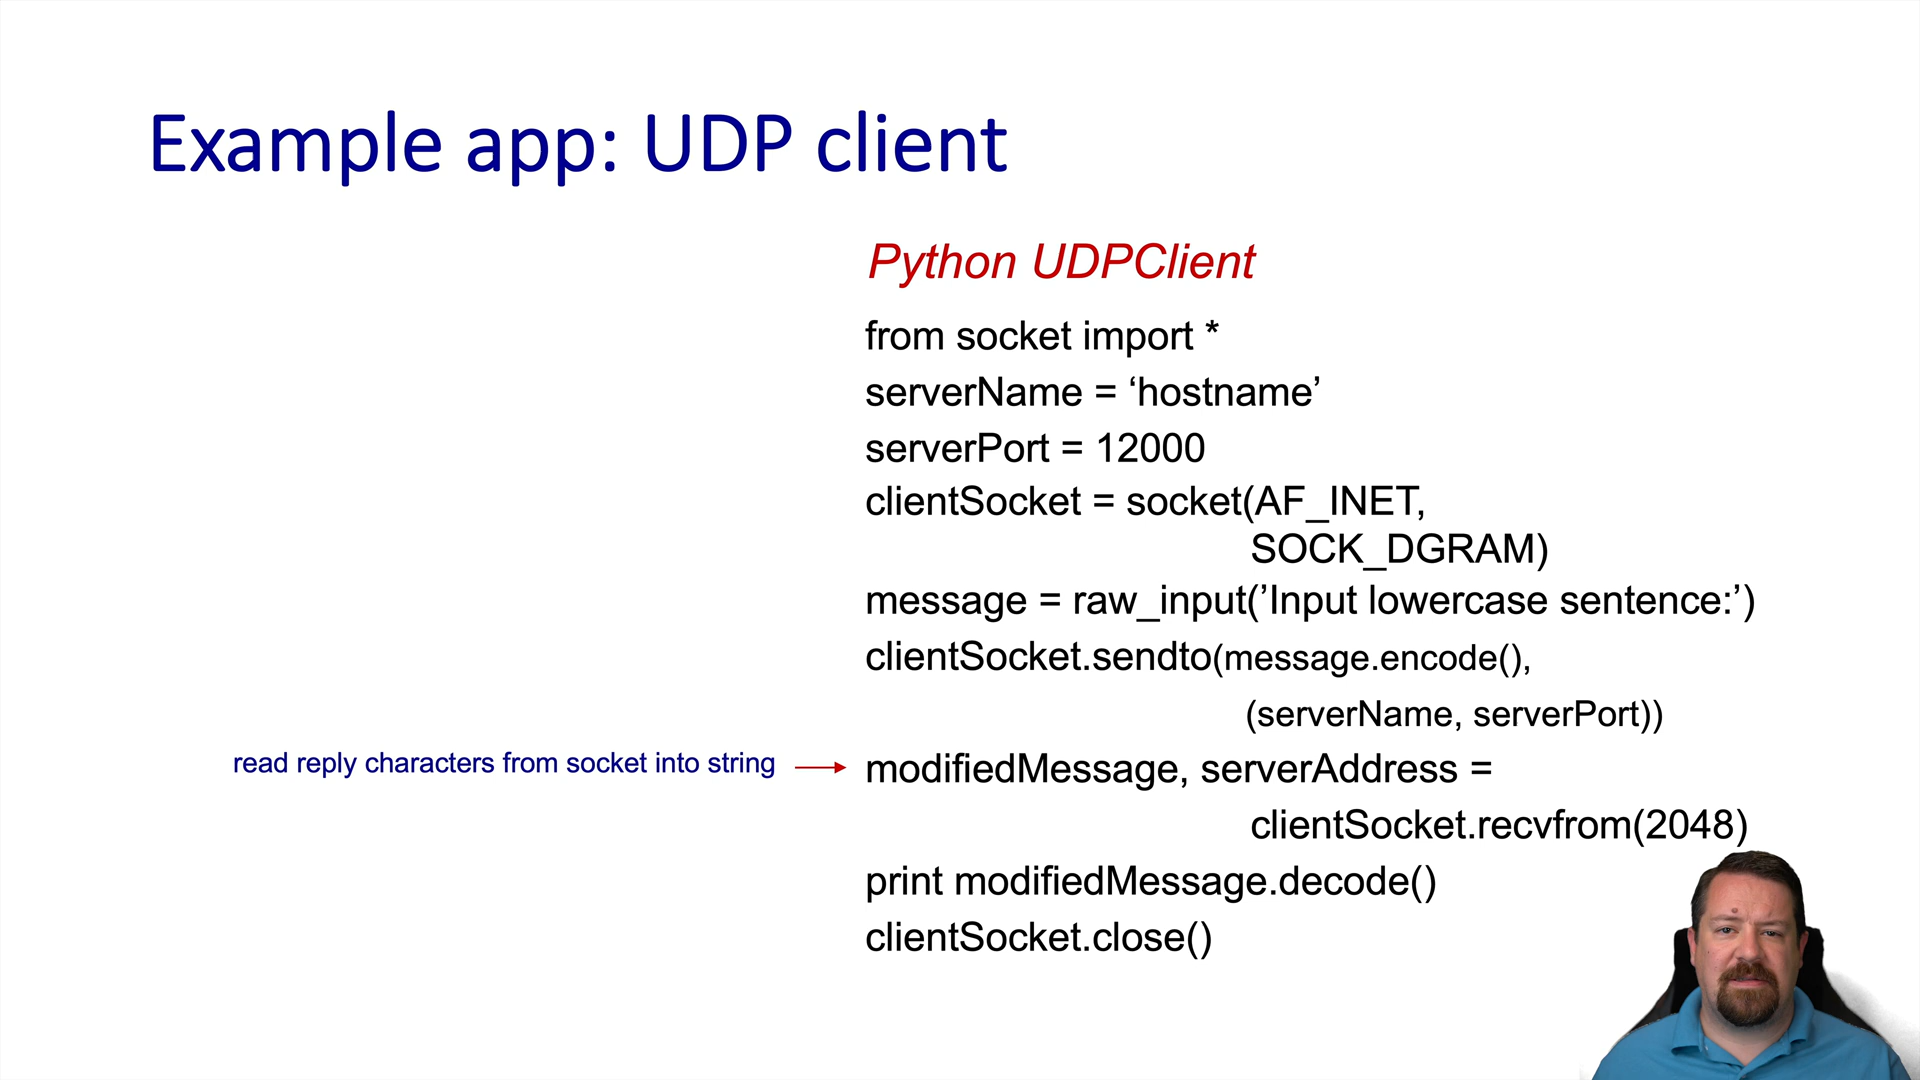 Example app: UDP client
Python UDPClient
from socket import *
serverName = ‘hostname’
serverPort = 12000
clientSocket = socket(AF_INET,
SOCK_DGRAM)
message = raw_input(’Input lowercase sentence:’)
clientSocket.sendto(message.encode(),
(serverName, serverPort))
read reply characters from socket into string
modifiedMessage, serverAddress =
clientSocket.recvfrom(2048)
print modifiedMessage.decode()
clientSocket.close()